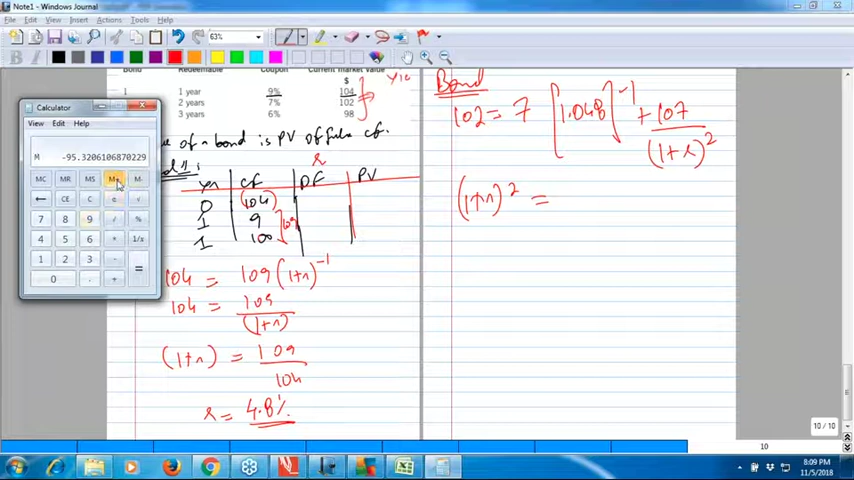 Note1 - Windows Journal
File Edit View Insert Actions Tools Help
63%
Bond Redeemable Coupon Current market value
$
1 1 year 9% 104
2 years 7% 102
3 years 6% 98
of a bond is PV of future cf.
r
yr cf DF PV
0 (104)
1 9 109
1 100
104 = 109(1+r)⁻¹
104 = 109
(1+r)
(1+r) = 109
104
r = 4.8%
Calculator
View Edit Help
M -95.3206106870229
MC MR MS M+ M-
← CE C ± √
7 8 9 / %
4 5 6 * 1/x
1 2 3 - =
0 . +
Bond
102 = 7 [1.048]⁻¹ + 107
(1+r)²
(1+r)² =
10 / 10
10
8:09 PM
11/5/2018